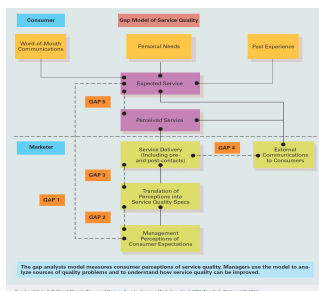 Consumer
Gap Model of Service Quality
Word-of-Mouth
Communications
Personal Needs
Past Experience
Expected Service
GAP 5
Perceived Service
Marketer
Service Delivery
(including pre-
and post-contacts)
GAP 4
External
Communications
to Consumers
GAP 3
Translation of
Perceptions into
Service Quality Specs
GAP 1
GAP 2
Management
Perceptions of
Consumer Expectations
The gap analysis model measures consumer perceptions of service quality. Managers use the model to ana-
lyze sources of quality problems and to understand how service quality can be improved.